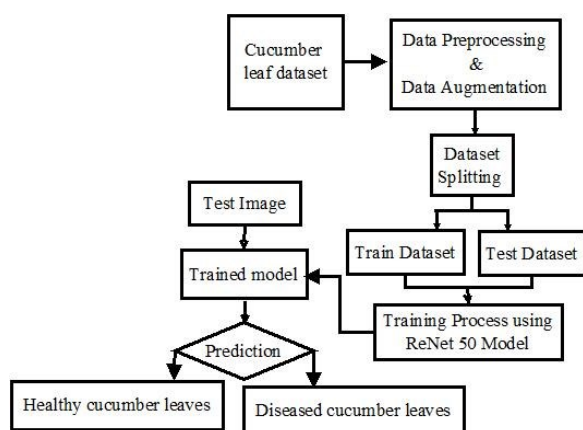 Cucumber
leaf dataset
Data Preprocessing
&
Data Augmentation
Dataset
Splitting
Test Image
Train Dataset
Test Dataset
Trained model
Training Process using
ReNet 50 Model
Prediction
Healthy cucumber leaves
Diseased cucumber leaves